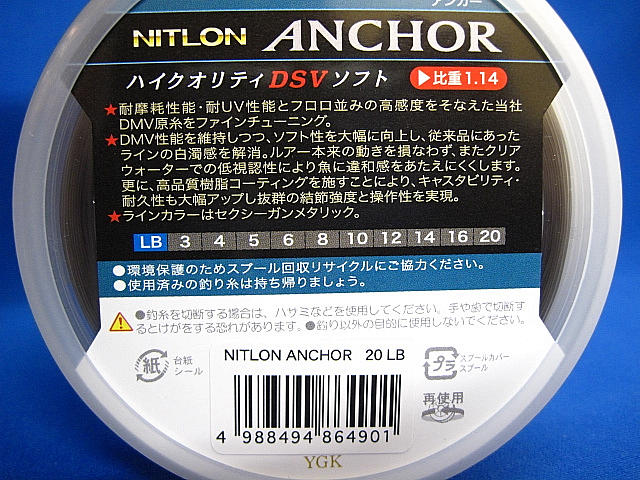 アンカー
NITLON ANCHOR
ハイクオリティDSVソフト ▶比重1.14
★耐摩耗性能・耐UV性能とフロロ並みの高感度をそなえた当社
DMV原糸をファインチューニング。
★DMV性能を維持しつつ、ソフト性を大幅に向上し、従来品にあった
ラインの白濁感を解消。ルアー本来の動きを損なわず、またクリア
ウォーターでの低視認性により魚に違和感をあたえにくくします。
更に、高品質樹脂コーティングを施すことにより、キャスタビリティ・
耐久性も大幅アップし抜群の結節強度と操作性を実現。
★ラインカラーはセクシーガンメタリック。
LB 3 4 5 6 8 10 12 14 16 20
●環境保護のためスプール回収リサイクルにご協力ください。
●使用済みの釣り糸は持ち帰りましょう。
●釣糸を切断する場合は、ハサミなどを使用してください。手や歯で切断す
るとけがをする恐れがあります。●釣り以外の目的に使用しないでください。
紙 台紙
シール
NITLON ANCHOR 20 LB
4 988494 864901
プラ スプールカバー
スプール
再使用
YGK